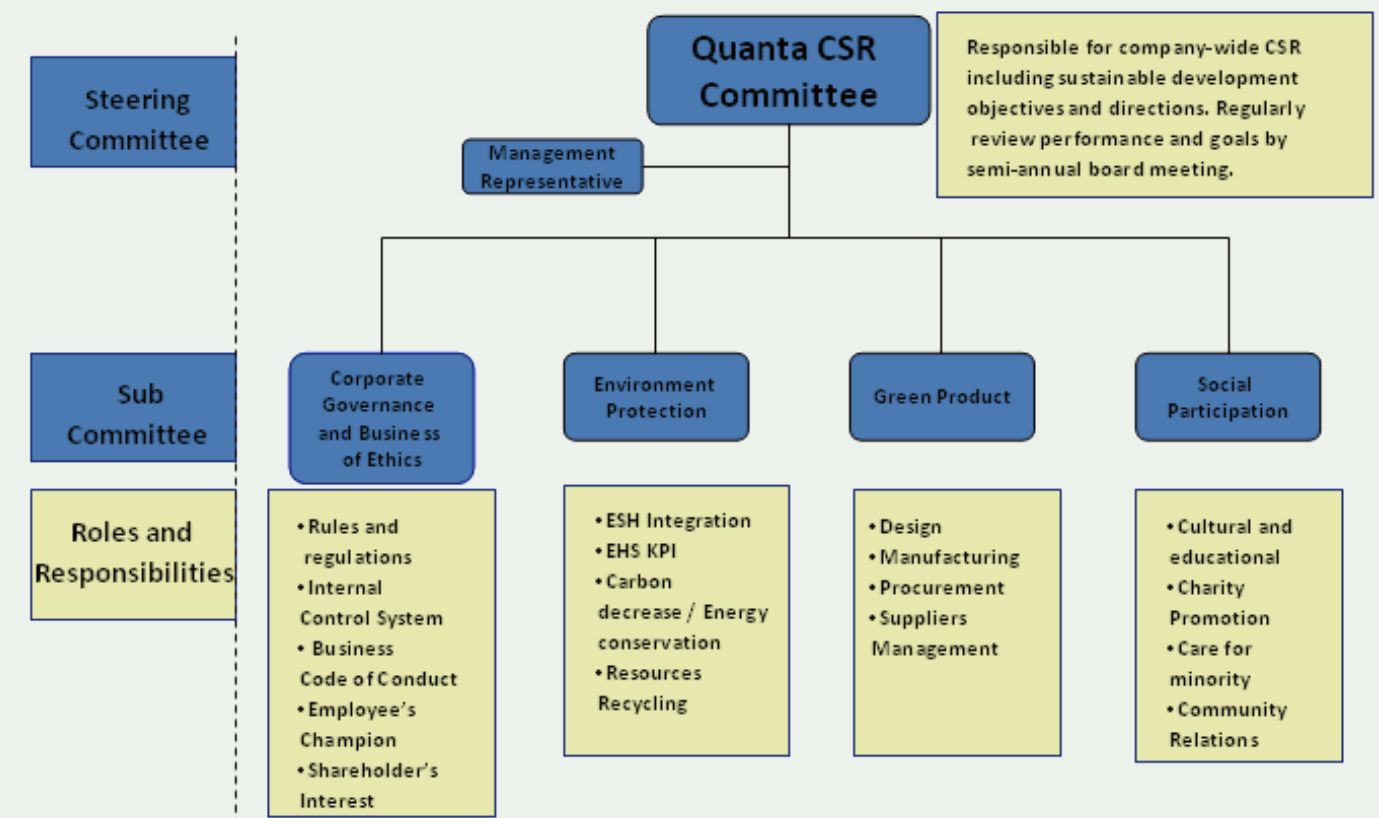 Quanta CSR
Committee
Responsible for company-wide CSR
including sustainable development
objectives and directions. Regularly
review performance and goals by
semi-annual board meeting.
Steering
Committee
Management
Representative
Sub
Committee
Corporate
Governance
and Business
of Ethics
Environment
Protection
Green Product
Social
Participation
Roles and
Responsibilities
•Rules and
regulations
•Internal
Control System
• Business
Code of Conduct
•Employee's
Champion
•Shareholder's
Interest
•ESH Integration
•EHS KPI
•Carbon
decrease / Energy
conservation
•Resources
Recycling
•Design
•Manufacturing
•Procurement
•Suppliers
Management
•Cultural and
educational
•Charity
Promotion
•Care for
minority
•Community
Relations